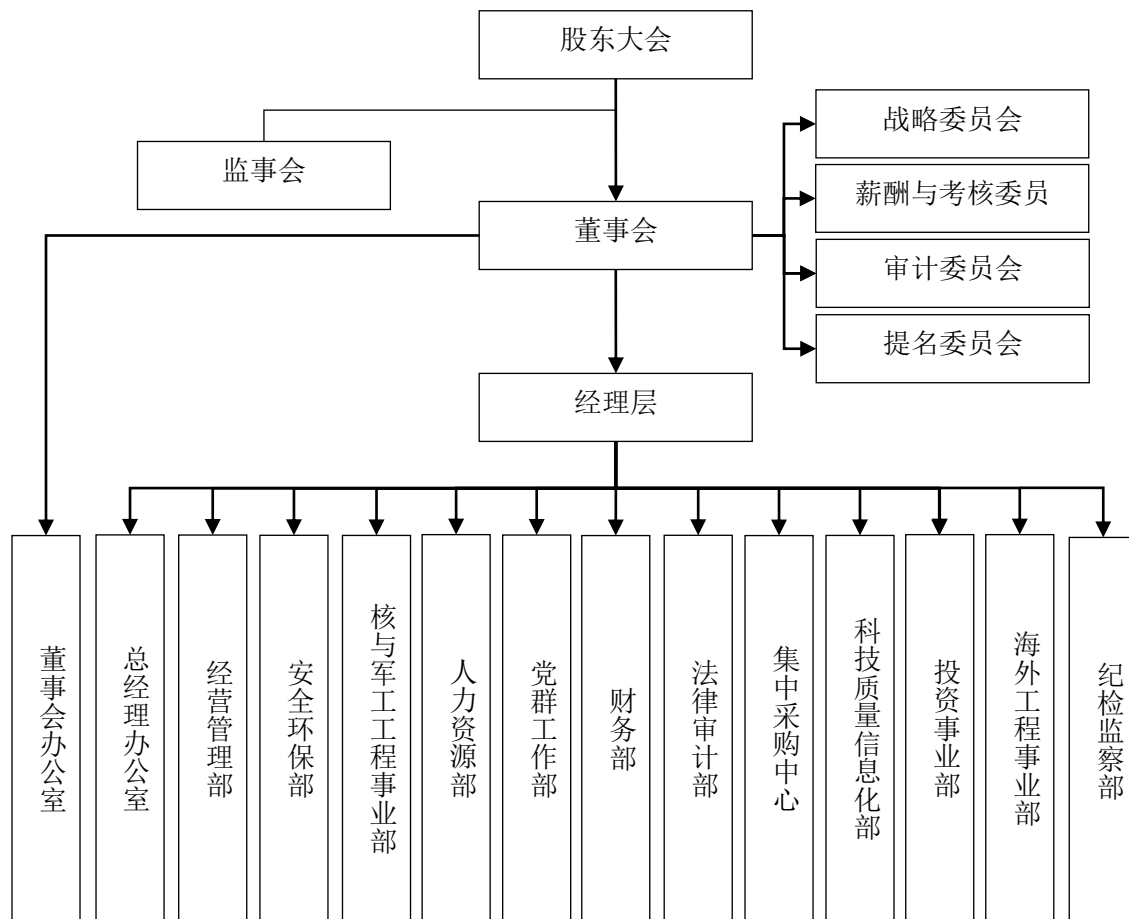 股东大会
战略委员会
监事会
薪酬与考核委员
董事会
审计委员会
提名委员会
经理层
董事会办公室
总经理办公室
经营管理部
安全环保部
核与军工工程事业部
人力资源部
党群工作部
财务部
法律审计部
集中采购中心
科技质量信息化部
投资事业部
海外工程事业部
纪检监察部